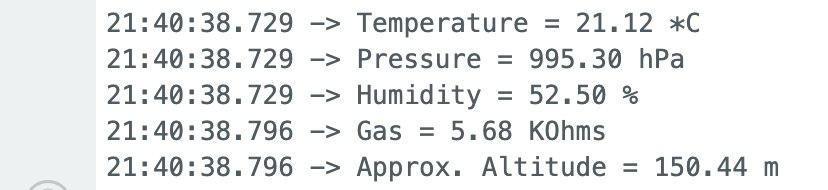 21:40:38.729 -> Temperature = 21.12 *C
21:40:38.729 -> Pressure = 995.30 hPa
21:40:38.729 -> Humidity = 52.50 %
21:40:38.796 -> Gas = 5.68 KOhms
21:40:38.796 -> Approx. Altitude = 150.44 m